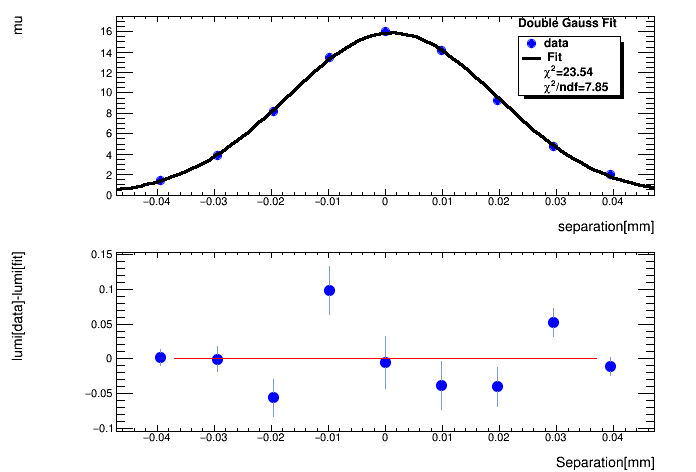 mu
Double Gauss Fit
data
Fit
χ²=23.54
χ²/ndf=7.85
16
14
12
10
8
6
4
2
0
−0.04 −0.03 −0.02 −0.01 0 0.01 0.02 0.03 0.04
separation[mm]
lumi[data]-lumi[fit]
0.15
0.1
0.05
0
−0.05
−0.1
−0.04 −0.03 −0.02 −0.01 0 0.01 0.02 0.03 0.04
Separation[mm]